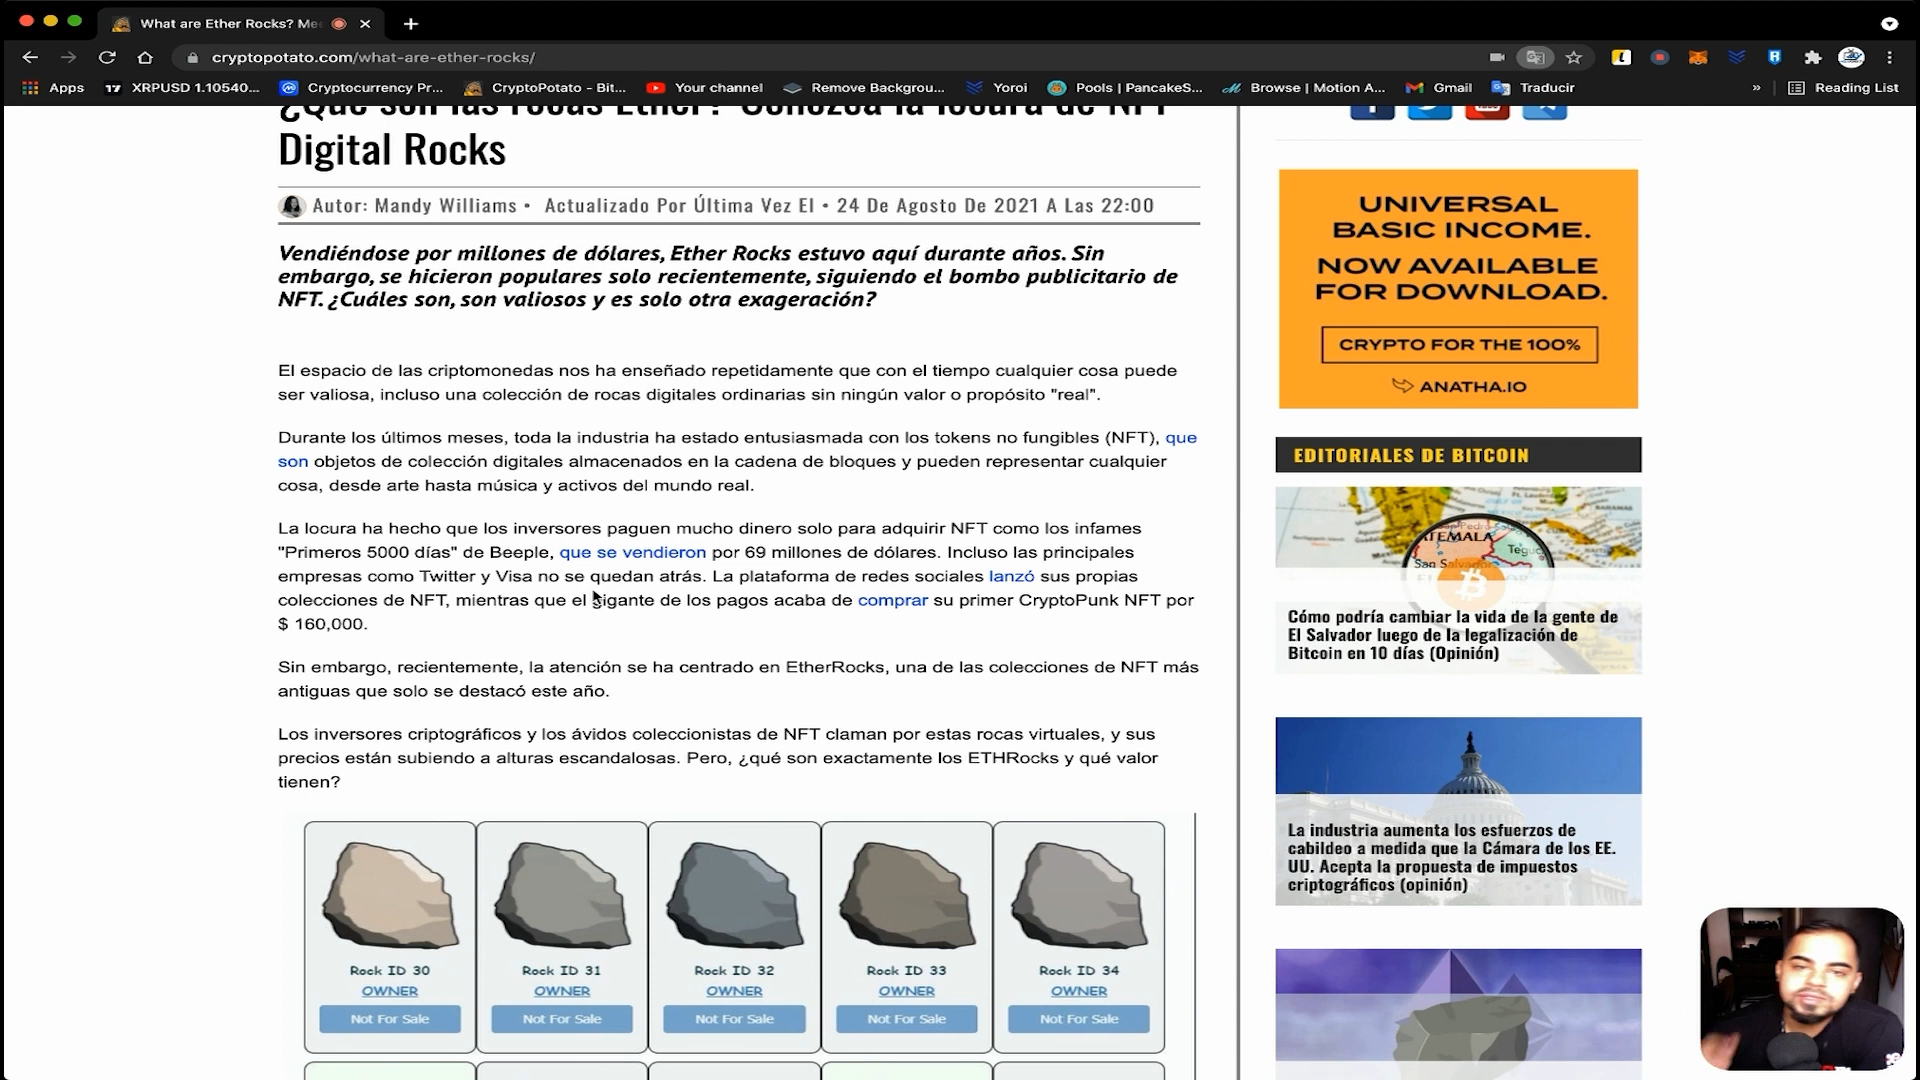 What are Ether Rocks? Me
cryptopotato.com/what-are-ether-rocks/
Apps
17 XRPUSD 1.10540...
Cryptocurrency Pr...
CryptoPotato - Bit...
Your channel
Remove Backgrou...
Yoroi
Pools | PancakeS...
Browse | Motion A...
Gmail
Traducir
»
Reading List
¿Qué son las rocas Ether? Conozca la locura de NFT
Digital Rocks
Autor: Mandy Williams • Actualizado Por Última Vez El • 24 De Agosto De 2021 A Las 22:00
Vendiéndose por millones de dólares, Ether Rocks estuvo aquí durante años. Sin
embargo, se hicieron populares solo recientemente, siguiendo el bombo publicitario de
NFT. ¿Cuáles son, son valiosos y es solo otra exageración?
El espacio de las criptomonedas nos ha enseñado repetidamente que con el tiempo cualquier cosa puede
ser valiosa, incluso una colección de rocas digitales ordinarias sin ningún valor o propósito "real".
Durante los últimos meses, toda la industria ha estado entusiasmada con los tokens no fungibles (NFT), que
son objetos de colección digitales almacenados en la cadena de bloques y pueden representar cualquier
cosa, desde arte hasta música y activos del mundo real.
La locura ha hecho que los inversores paguen mucho dinero solo para adquirir NFT como los infames
"Primeros 5000 días" de Beeple, que se vendieron por 69 millones de dólares. Incluso las principales
empresas como Twitter y Visa no se quedan atrás. La plataforma de redes sociales lanzó sus propias
colecciones de NFT, mientras que el gigante de los pagos acaba de comprar su primer CryptoPunk NFT por
$ 160,000.
Sin embargo, recientemente, la atención se ha centrado en EtherRocks, una de las colecciones de NFT más
antiguas que solo se destacó este año.
Los inversores criptográficos y los ávidos coleccionistas de NFT claman por estas rocas virtuales, y sus
precios están subiendo a alturas escandalosas. Pero, ¿qué son exactamente los ETHRocks y qué valor
tienen?
Rock ID 30
OWNER
Not For Sale
Rock ID 31
OWNER
Not For Sale
Rock ID 32
OWNER
Not For Sale
Rock ID 33
OWNER
Not For Sale
Rock ID 34
OWNER
Not For Sale
UNIVERSAL
BASIC INCOME.
NOW AVAILABLE
FOR DOWNLOAD.
CRYPTO FOR THE 100%
ANATHA.IO
EDITORIALES DE BITCOIN
San Salvador
Cómo podría cambiar la vida de la gente de
El Salvador luego de la legalización de
Bitcoin en 10 días (Opinión)
La industria aumenta los esfuerzos de
cabildeo a medida que la Cámara de los EE.
UU. Acepta la propuesta de impuestos
criptográficos (opinión)